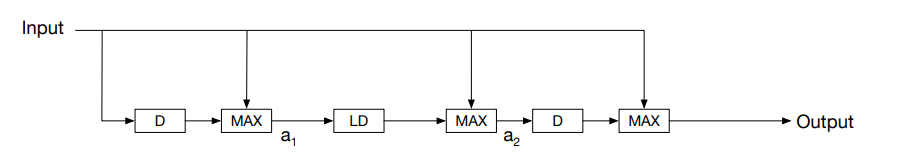 Input
D MAX LD MAX D MAX Output
a1 a2